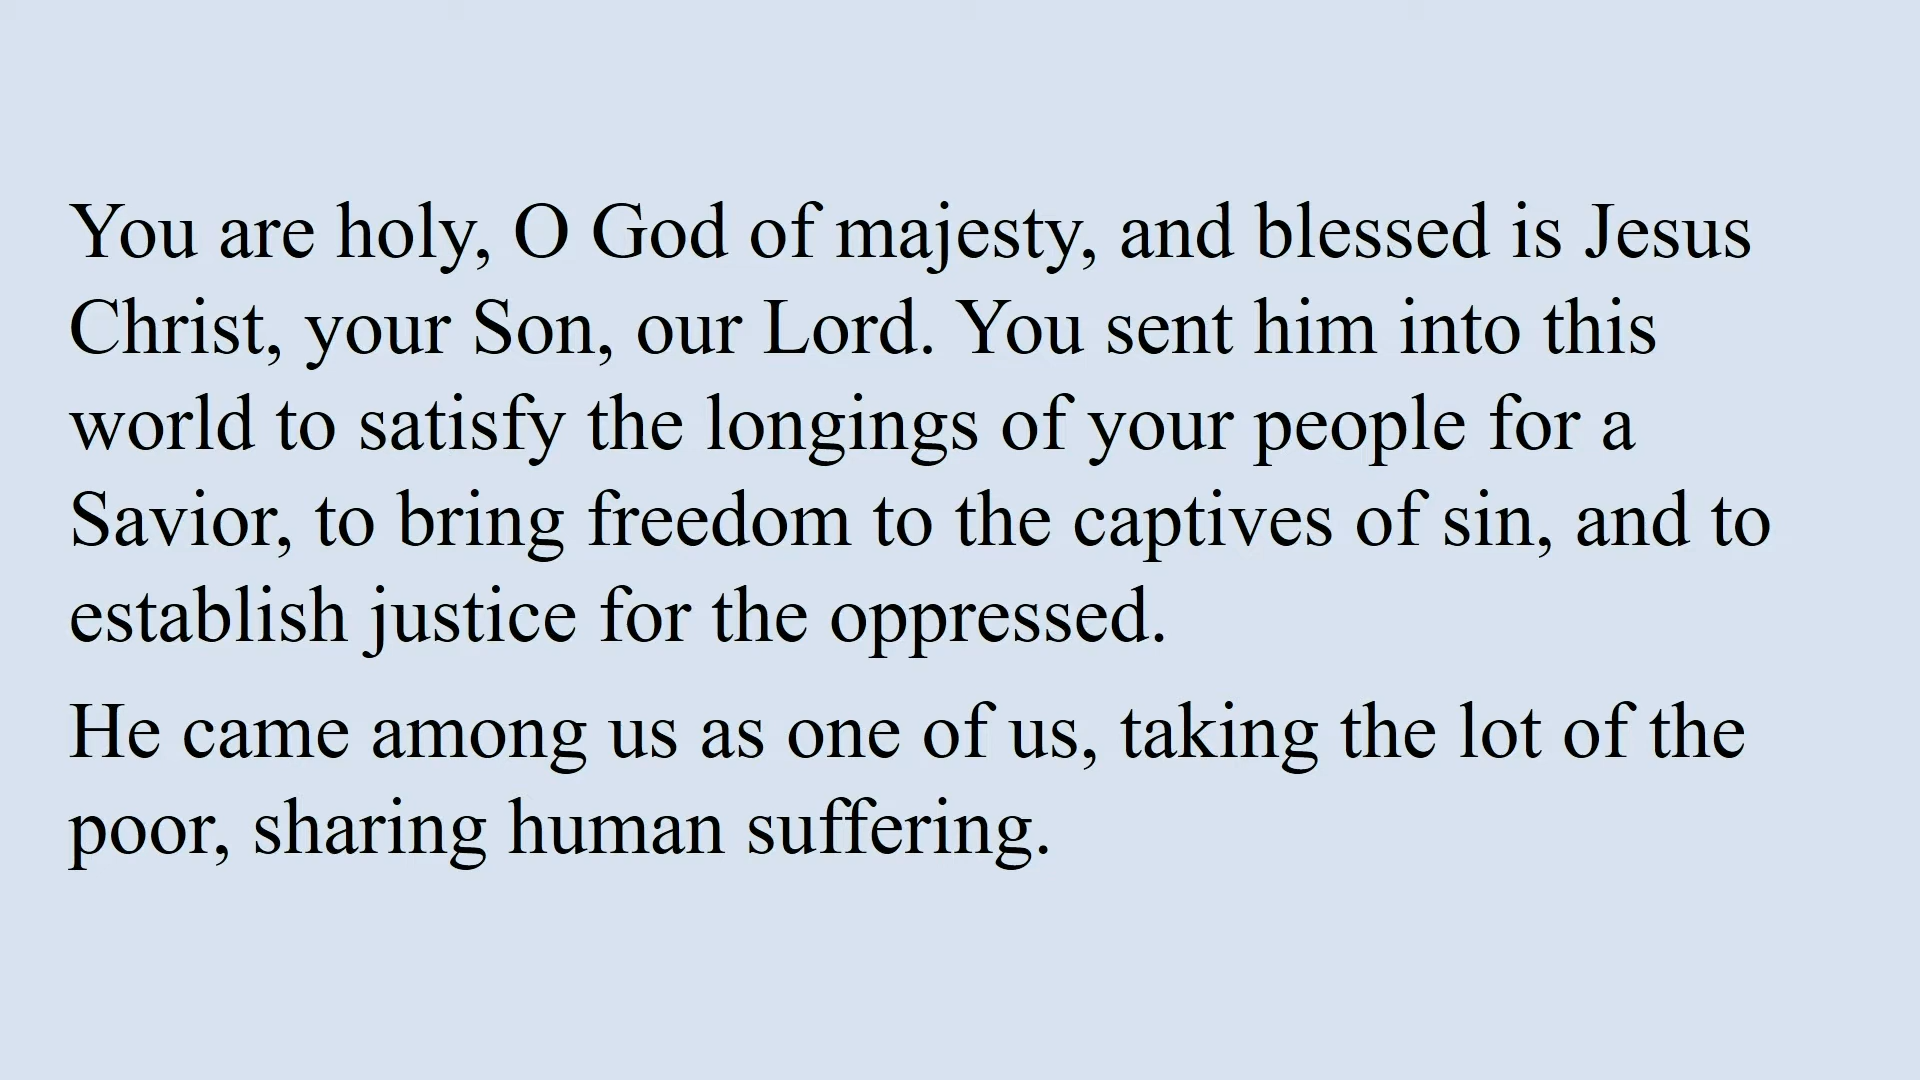 You are holy, O God of majesty, and blessed is Jesus
Christ, your Son, our Lord. You sent him into this
world to satisfy the longings of your people for a
Savior, to bring freedom to the captives of sin, and to
establish justice for the oppressed.
He came among us as one of us, taking the lot of the
poor, sharing human suffering.